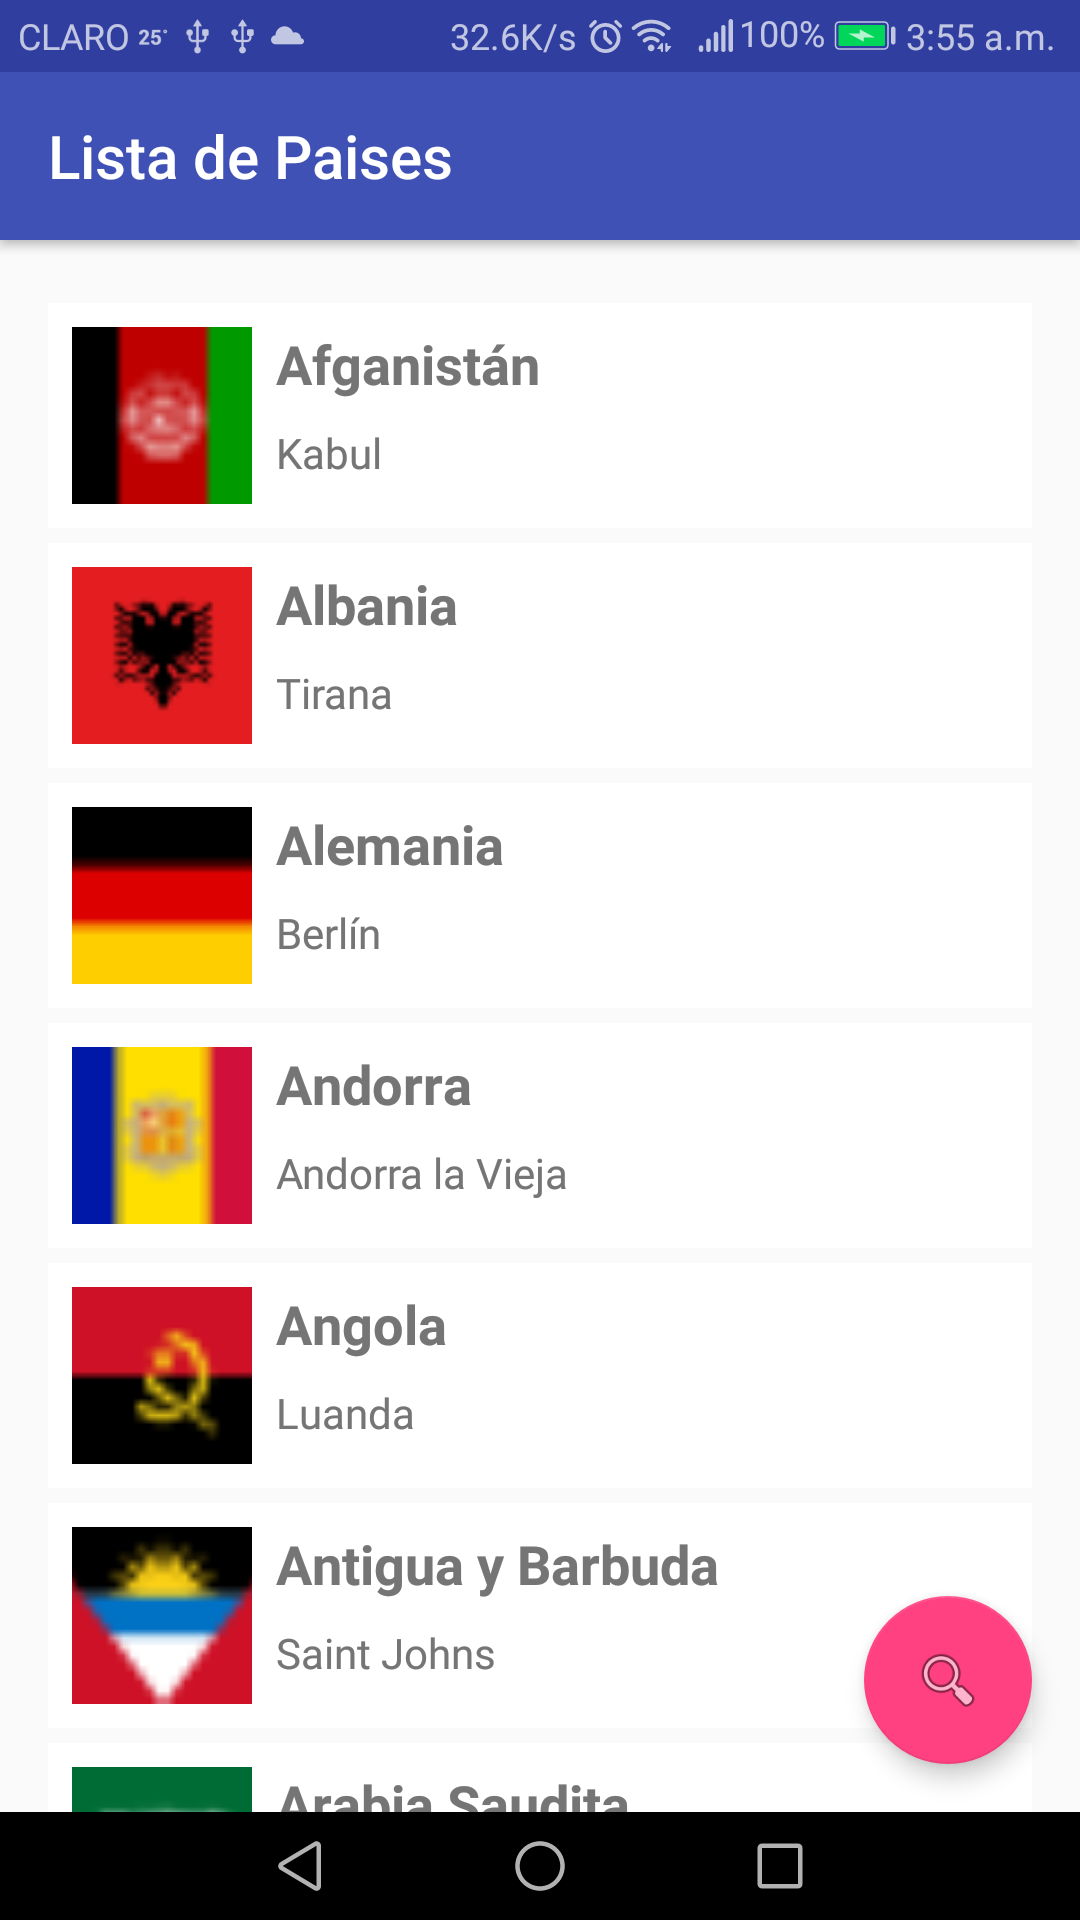 CLARO 25° 32.6K/s 100% 3:55 a.m.
Lista de Paises
Afganistán
Kabul
Albania
Tirana
Alemania
Berlín
Andorra
Andorra la Vieja
Angola
Luanda
Antigua y Barbuda
Saint Johns
Arabia Saudita